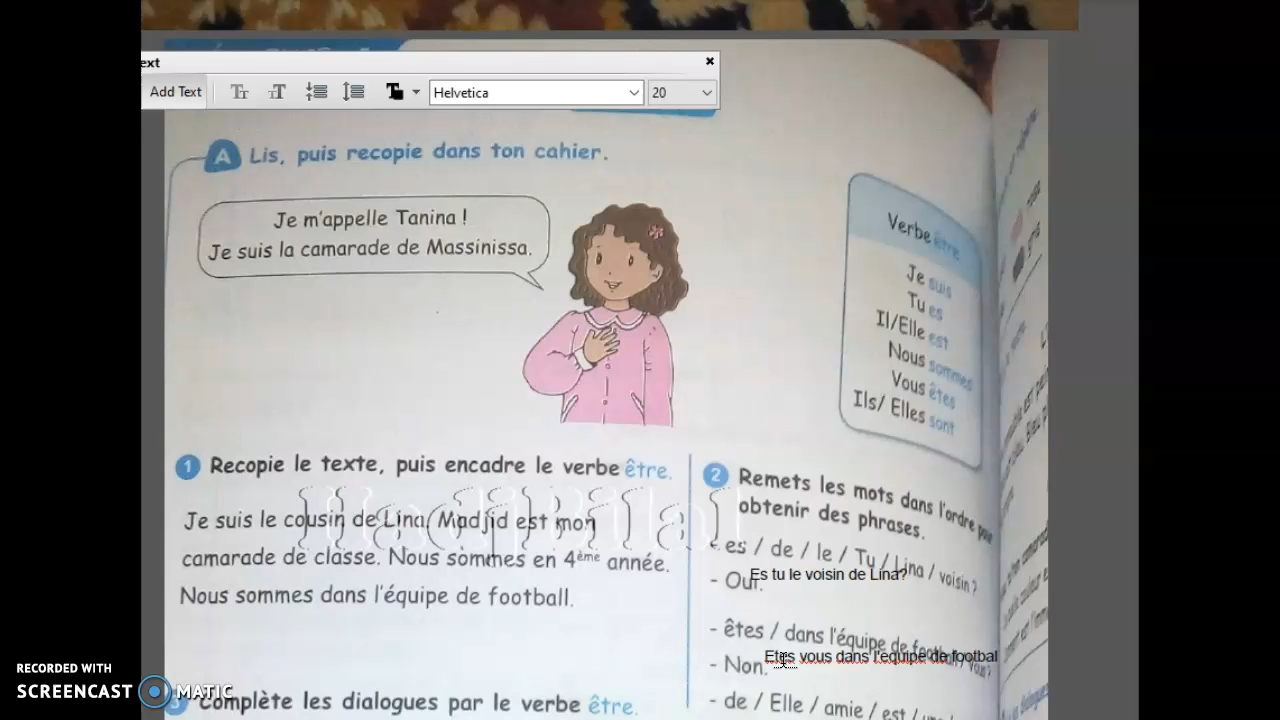 ext
Add Text
Helvetica
20
A Lis, puis recopie dans ton cahier.
Je m'appelle Tanina !
Je suis la camarade de Massinissa.
Verbe être
Je suis
Tu es
Il/Elle est
Nous sommes
Vous êtes
Ils/ Elles sont
1 Recopie le texte, puis encadre le verbe être.
Je suis le cousin de Lina. Madjid est mon
camarade de classe. Nous sommes en 4ème année.
Nous sommes dans l'équipe de football.
HadjBilal
2 Remets les mots dans l'ordre pour
obtenir des phrases.
- es / de / le / Tu / Lina / voisin ?
Es tu le voisin de Lina?
- Oui.
- êtes / dans l'équipe de football / vous ?
Etes vous dans l'equipe de footbal
- Non.
- de / Elle / amie / est /
3 Complète les dialogues par le verbe être.
RECORDED WITH
SCREENCAST MATIC